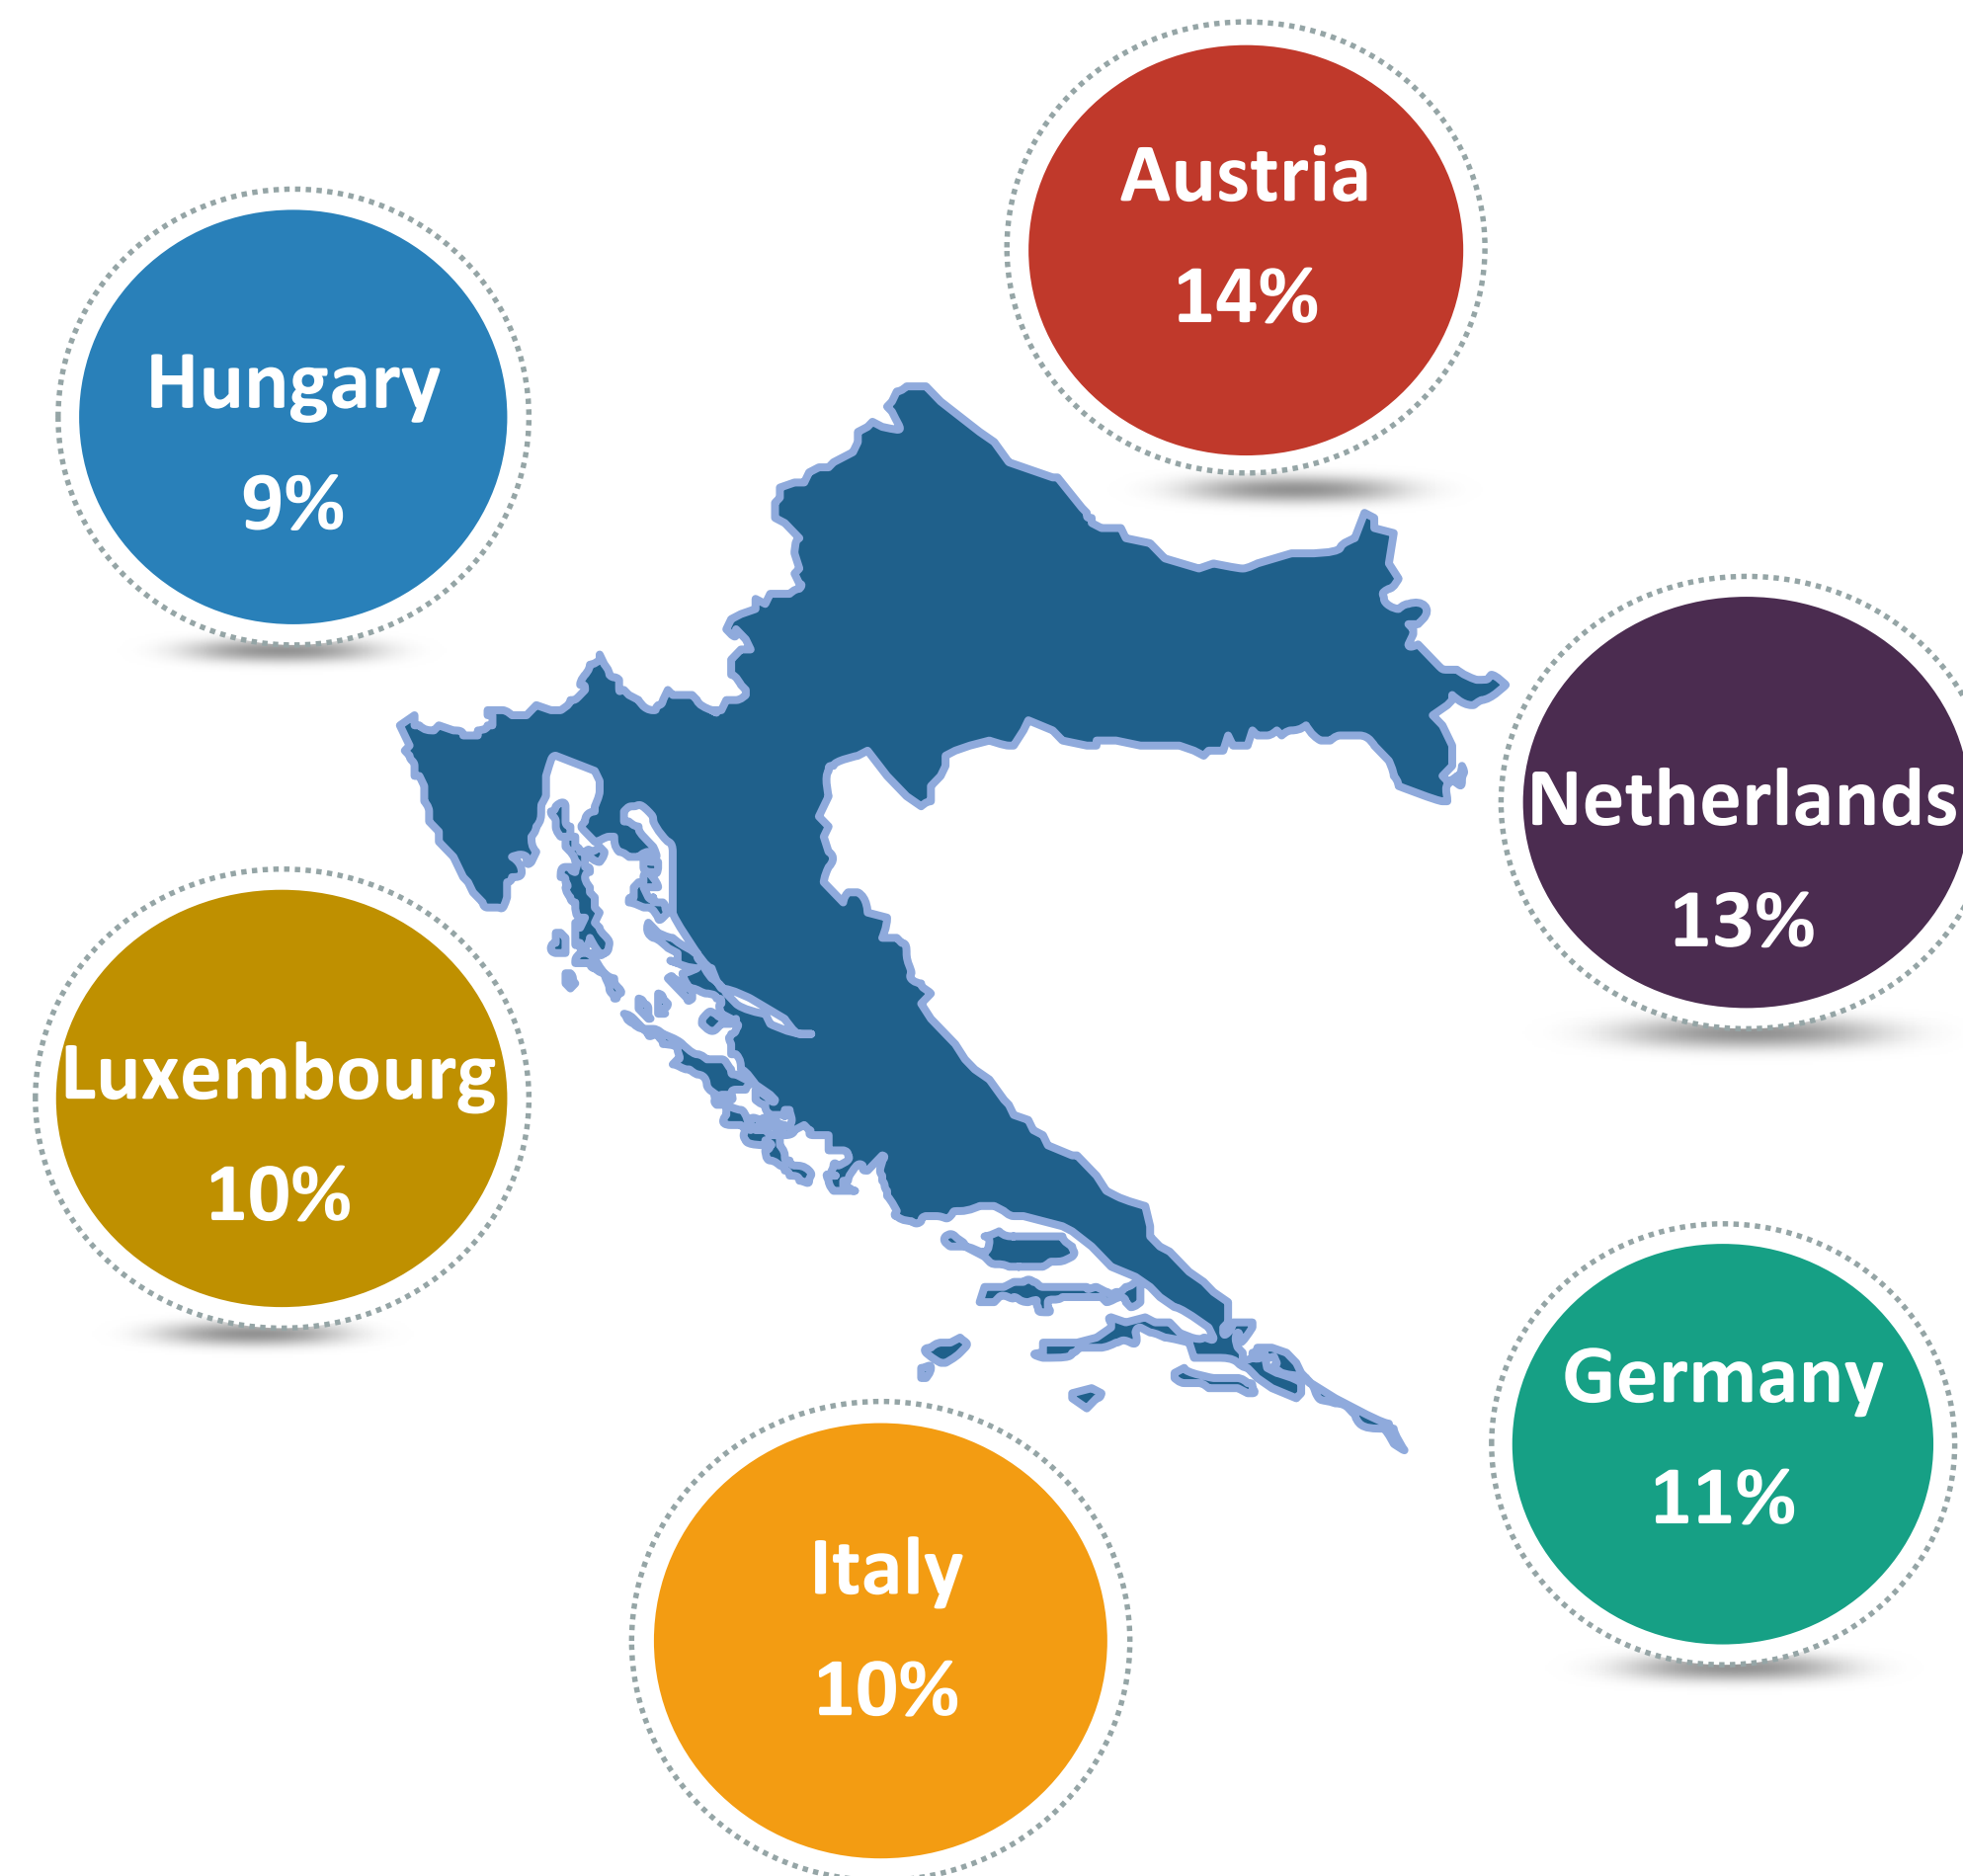 Austria
14%
Hungary
9%
Netherlands
13%
Luxembourg
10%
Germany
11%
Italy
10%